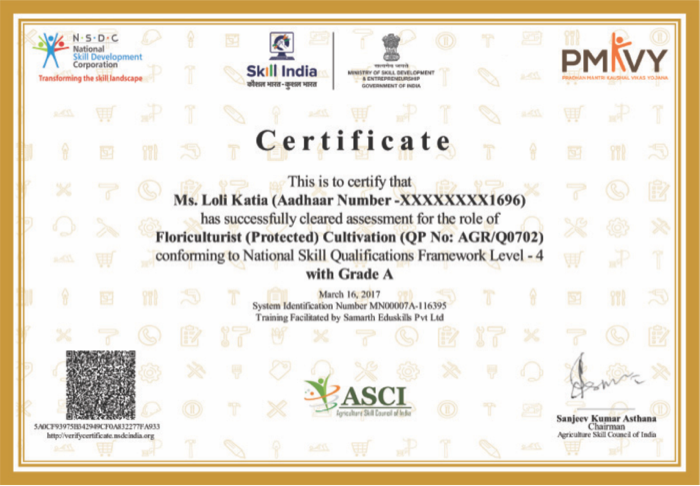 N·S·D·C
National
Skill Development
Corporation
Transforming the skill landscape
Skill India
कौशल भारत-कुशल भारत
सत्यमेव जयते
MINISTRY OF SKILL DEVELOPMENT
& ENTREPRENEURSHIP
GOVERNMENT OF INDIA
PMKVY
PRADHAN MANTRI KAUSHAL VIKAS YOJANA
Certificate
This is to certify that
Ms. Loli Katia (Aadhaar Number -XXXXXXXX1696)
has successfully cleared assessment for the role of
Floriculturist (Protected) Cultivation (QP No: AGR/Q0702)
conforming to National Skill Qualifications Framework Level - 4
with Grade A
March 16, 2017
System Identification Number MN00007A-116395
Training Facilitated by Samarth Eduskills Pvt Ltd
5A0CF93975BB42949CF0A832277FA933
http://verifycertificate.nsdcindia.org
ASCI
Agriculture Skill Council of India
Sanjeev Kumar Asthana
Chairman
Agriculture Skill Council of India